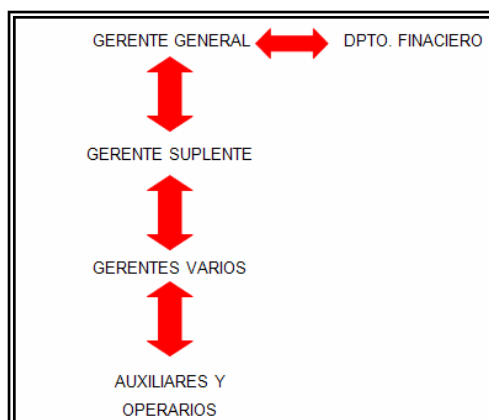 GERENTE GENERAL DPTO. FINACIERO
GERENTE SUPLENTE
GERENTES VARIOS
AUXILIARES Y
OPERARIOS